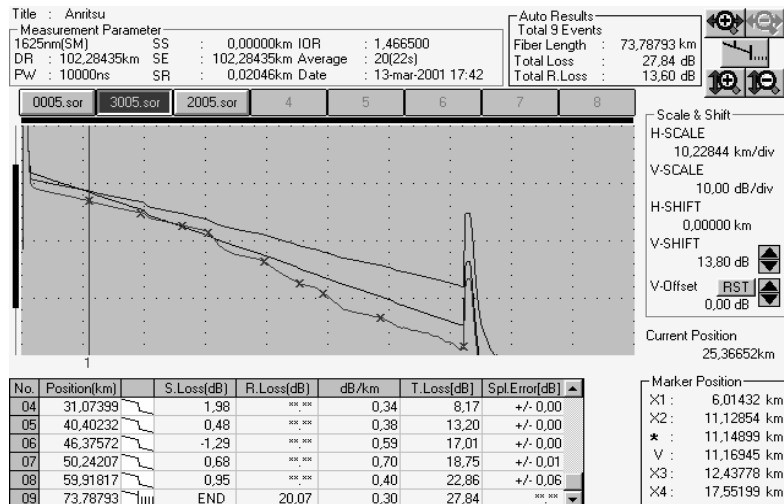 Title : Anritsu
Measurement Parameter
1625nm(SM) SS : 0,00000km IOR : 1,466500
DR : 102,28435km SE : 102,28435km Average : 20(22s)
PW : 10000ns SR : 0,02046km Date : 13-mar-2001 17:42
Auto Results
Total 9 Events
Fiber Length : 73,78793 km
Total Loss : 27,84 dB
Total R.Loss : 13,60 dB
0005.sor 3005.sor 2005.sor 4 5 6 7 8
Scale & Shift
H-SCALE
10,22844 km/div
V-SCALE
10,00 dB/div
H-SHIFT
0,00000 km
V-SHIFT
13,80 dB
V-Offset RST
0,00 dB
Current Position
25,36652km
1
No. Position(km) S.Loss(dB) R.Loss(dB) dB/km T.Loss(dB) Spl.Error(dB)
04 31,07399 1,98 **.** 0,34 8,17 +/- 0,00
05 40,40232 0,48 **.** 0,38 13,20 +/- 0,00
06 46,37572 -1,29 **.** 0,59 17,01 +/- 0,00
07 50,24207 0,68 **.** 0,70 18,75 +/- 0,01
08 59,91817 0,95 **.** 0,40 22,86 +/- 0,06
09 73,78793 END 20,07 0,30 27,84 **.**
Marker Position
X1 : 6,01432 km
X2 : 11,12854 km
* : 11,14899 km
V : 11,16945 km
X3 : 12,43778 km
X4 : 17,55199 km